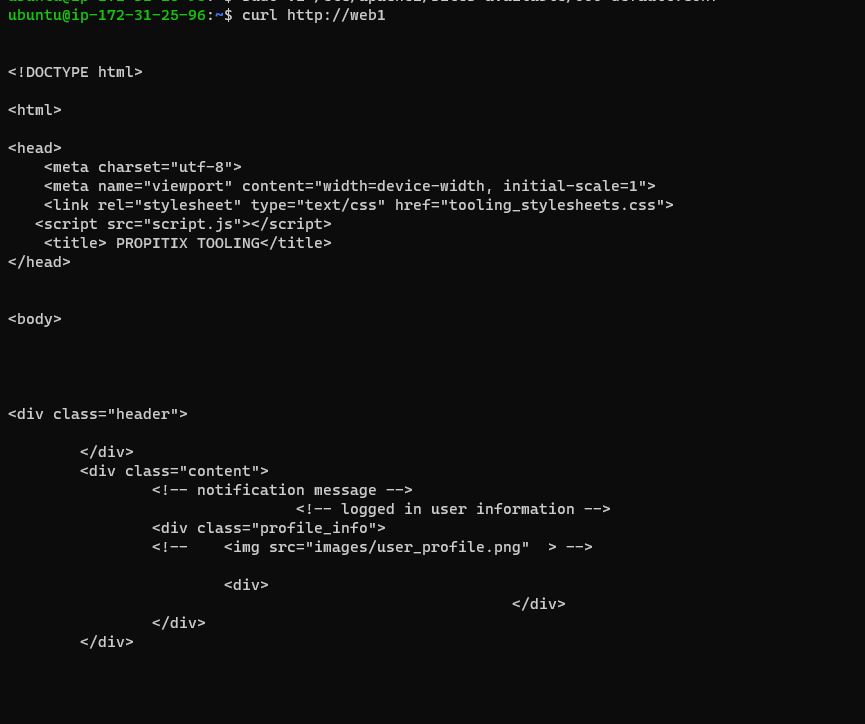 ubuntu@ip-172-31-25-96:~$ curl http://web1
<!DOCTYPE html>
<html>
<head>
<meta charset="utf-8">
<meta name="viewport" content="width=device-width, initial-scale=1">
<link rel="stylesheet" type="text/css" href="tooling_stylesheets.css">
<script src="script.js"></script>
<title> PROPITIX TOOLING</title>
</head>
<body>
<div class="header">
</div>
<div class="content">
<!-- notification message -->
<!-- logged in user information -->
<div class="profile_info">
<!-- <img src="images/user_profile.png" > -->
<div>
</div>
</div>
</div>